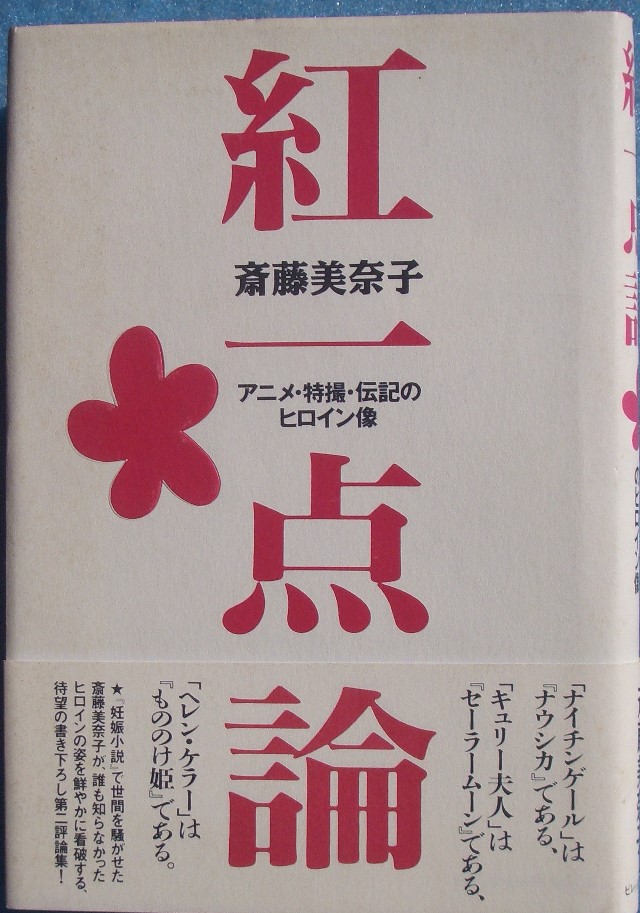 紅一点論
斎藤美奈子
アニメ・特撮・伝記の
ヒロイン像
「ナイチンゲール」は
『ナウシカ』である、
「キュリー夫人」は
『セーラームーン』である、
「ヘレン・ケラー」は
『もののけ姫』である。
★『妊娠小説』で世間を騒がせた
斎藤美奈子が、誰も知らなかった
ヒロインの姿を鮮やかに看破する、
待望の書き下ろし第二評論集!
紅一点論